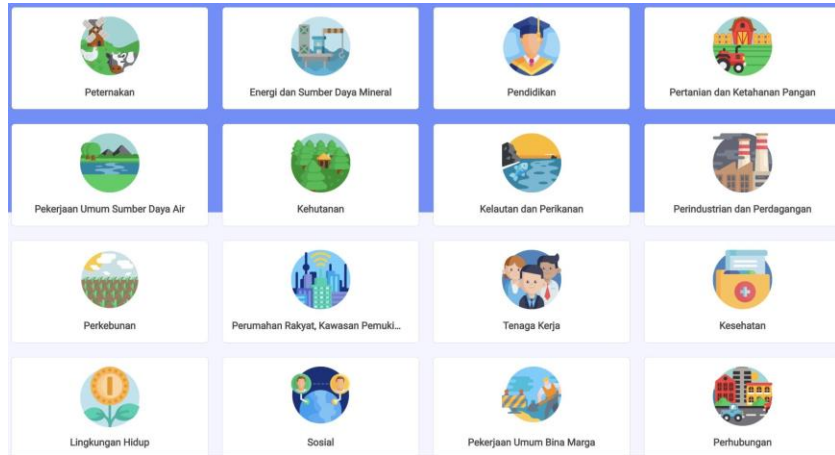 Peternakan
Energi dan Sumber Daya Mineral
Pendidikan
Pertanian dan Ketahanan Pangan
Pekerjaan Umum Sumber Daya Air
Kehutanan
Kelautan dan Perikanan
Perindustrian dan Perdagangan
Perkebunan
Perumahan Rakyat, Kawasan Pemuki...
Tenaga Kerja
Kesehatan
Lingkungan Hidup
Sosial
Pekerjaan Umum Bina Marga
Perhubungan